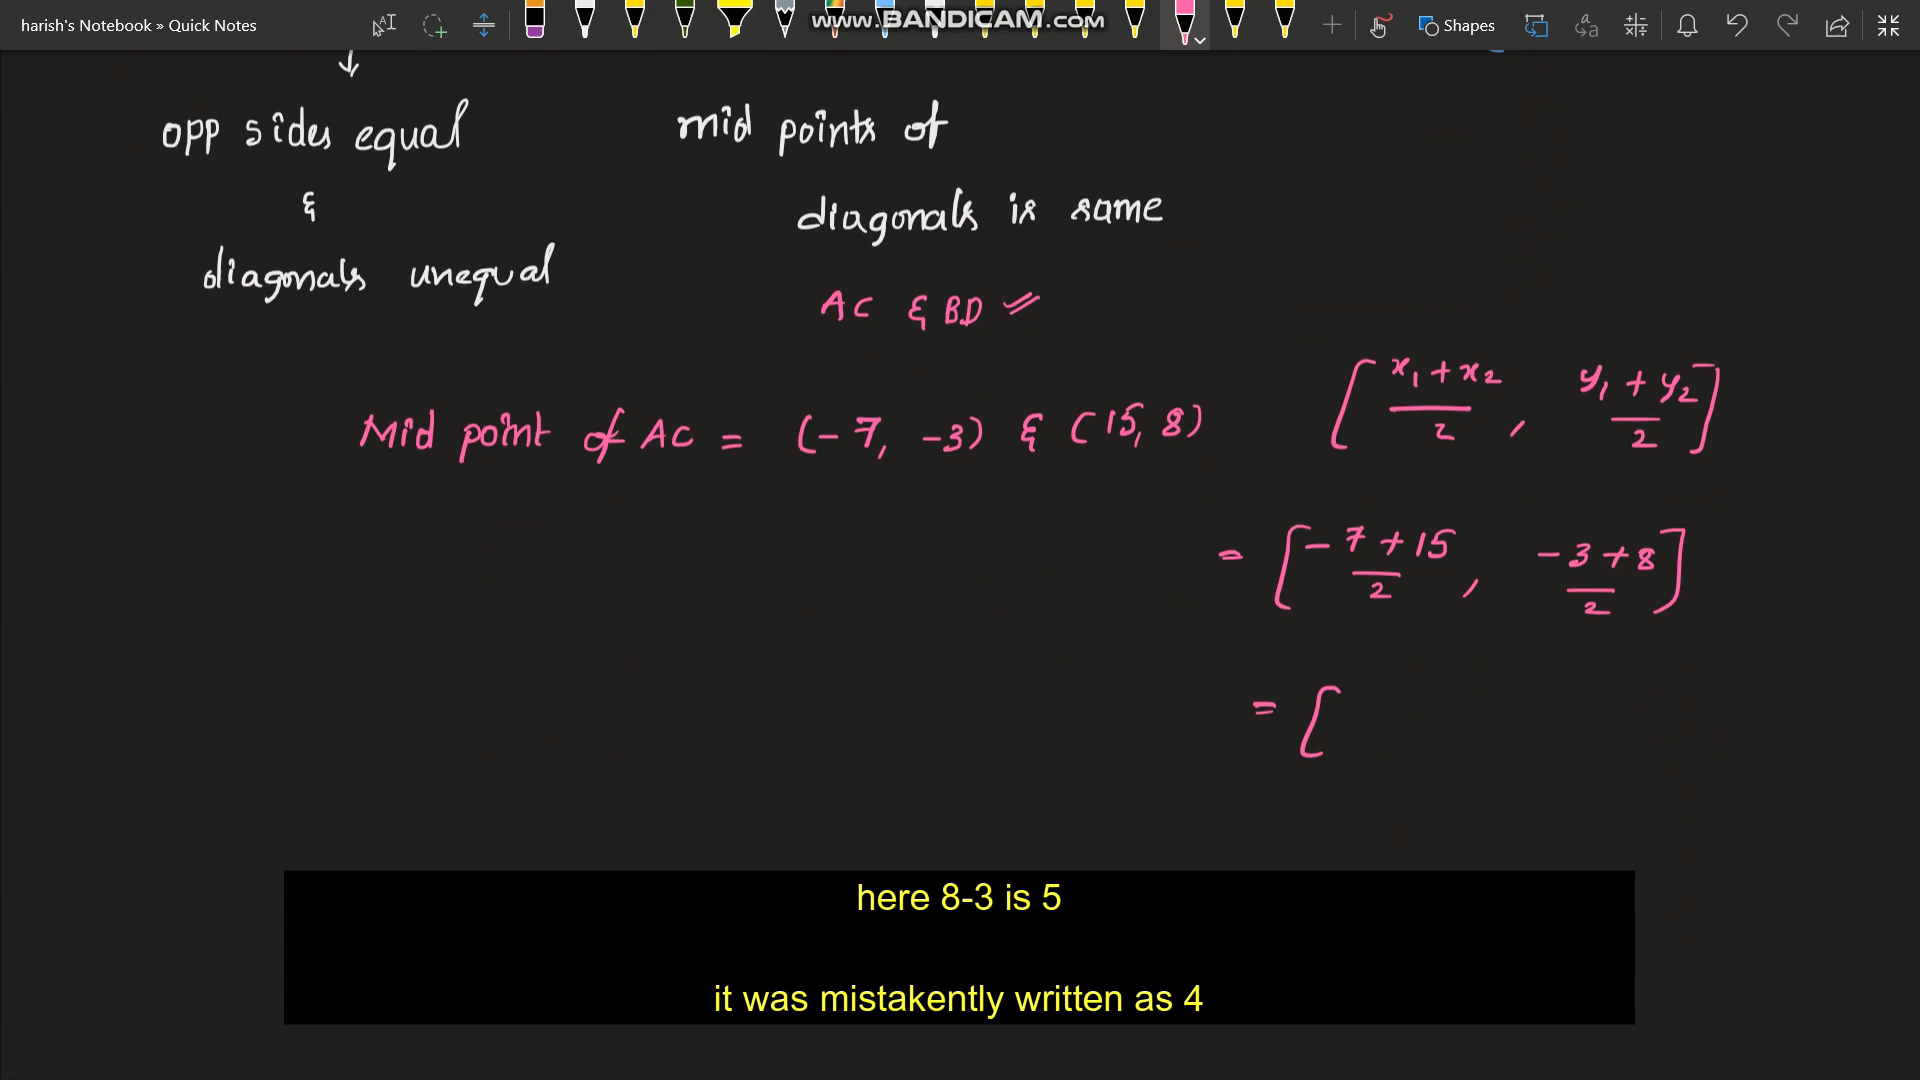 harish's Notebook » Quick Notes
www.BANDICAM.com
Shapes
opp sides equal
&
diagonals unequal
mid points of
diagonals is same
AC & BD
Mid point of AC = (-7, -3) & (15, 8)
[x₁+x₂/2, y₁+y₂/2]
= [-7+15/2, -3+8/2]
= [
here 8-3 is 5
it was mistakently written as 4